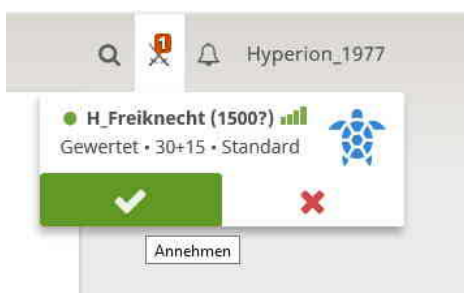 1
Hyperion_1977
H_Freiknecht (1500?)
Gewertet • 30+15 • Standard
Annehmen